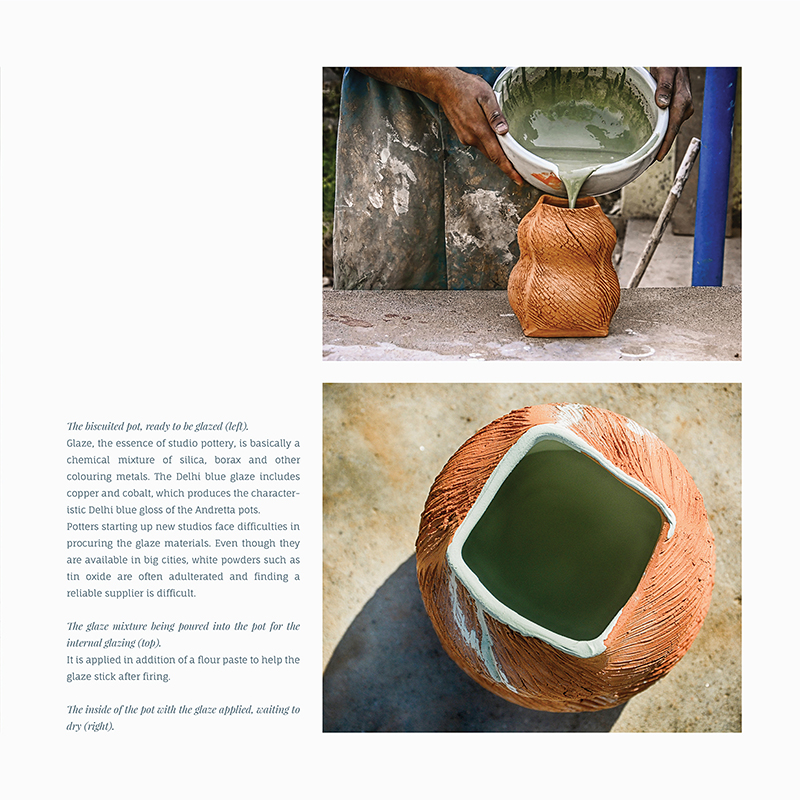 The biscuited pot, ready to be glazed (left).
Glaze, the essence of studio pottery, is basically a
chemical mixture of silica, borax and other
colouring metals. The Delhi blue glaze includes
copper and cobalt, which produces the character-
istic Delhi blue gloss of the Andretta pots.
Potters starting up new studios face difficulties in
procuring the glaze materials. Even though they
are available in big cities, white powders such as
tin oxide are often adulterated and finding a
reliable supplier is difficult.
The glaze mixture being poured into the pot for the
internal glazing (top).
It is applied in addition of a flour paste to help the
glaze stick after firing.
The inside of the pot with the glaze applied, waiting to
dry (right).